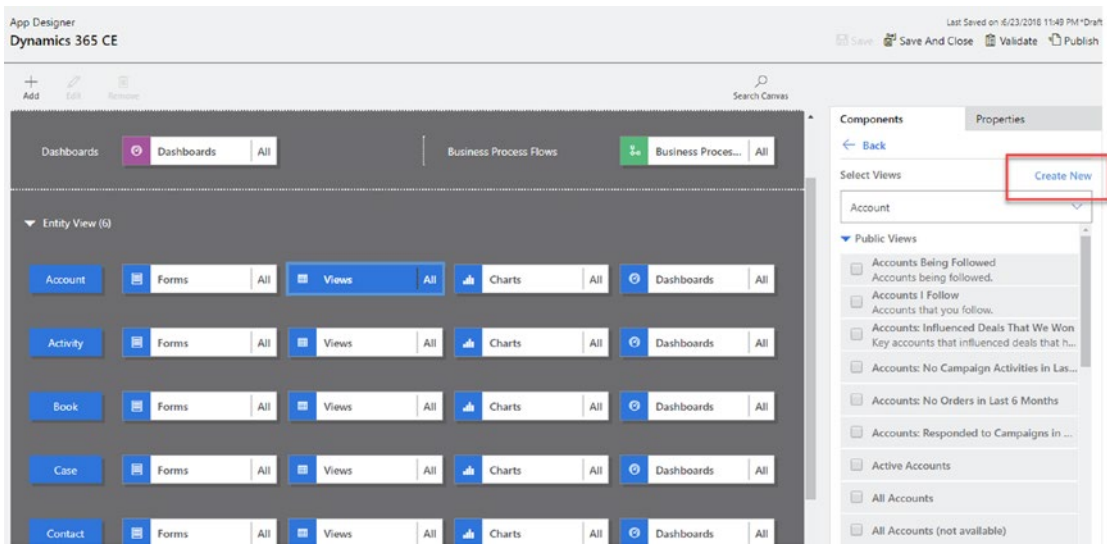 App Designer
Last Saved on :6/23/2018 11:49 PM *Draft
Dynamics 365 CE
Save Save And Close Validate Publish
Add Edit Remove Search Canvas
Components Properties
Back
Select Views Create New
Account
Public Views
Accounts Being Followed
Accounts being followed.
Accounts I Follow
Accounts that you follow.
Accounts: Influenced Deals That We Won
Key accounts that influenced deals that h...
Accounts: No Campaign Activities in Las...
Accounts: No Orders in Last 6 Months
Accounts: Responded to Campaigns in ...
Active Accounts
All Accounts
All Accounts (not available)
Dashboards Dashboards All Business Process Flows Business Proces... All
Entity View (6)
Account Forms All Views All Charts All Dashboards All
Activity Forms All Views All Charts All Dashboards All
Book Forms All Views All Charts All Dashboards All
Case Forms All Views All Charts All Dashboards All
Contact Forms All Views All Charts All Dashboards All